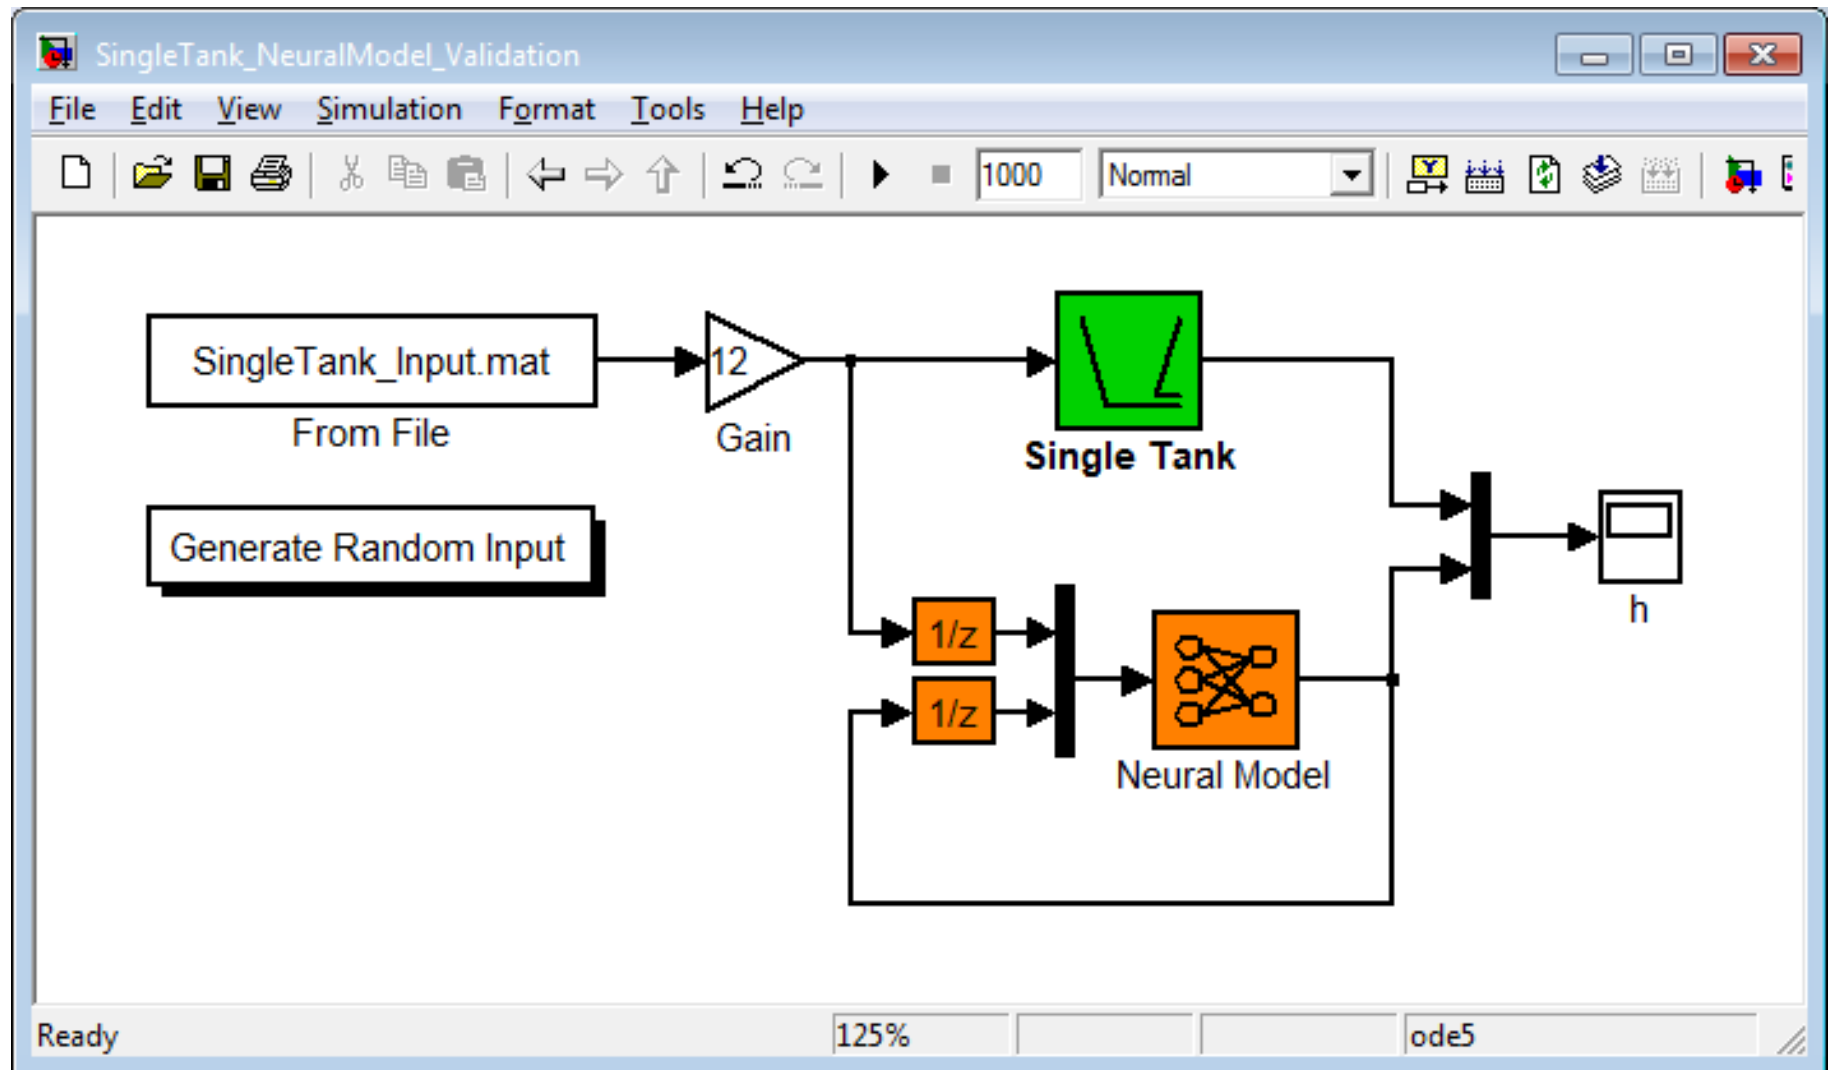 SingleTank_NeuralModel_Validation
File Edit View Simulation Format Tools Help
1000 Normal
SingleTank_Input.mat
From File
12
Gain
Single Tank
Generate Random Input
1/z
1/z
Neural Model
h
Ready 125% ode5